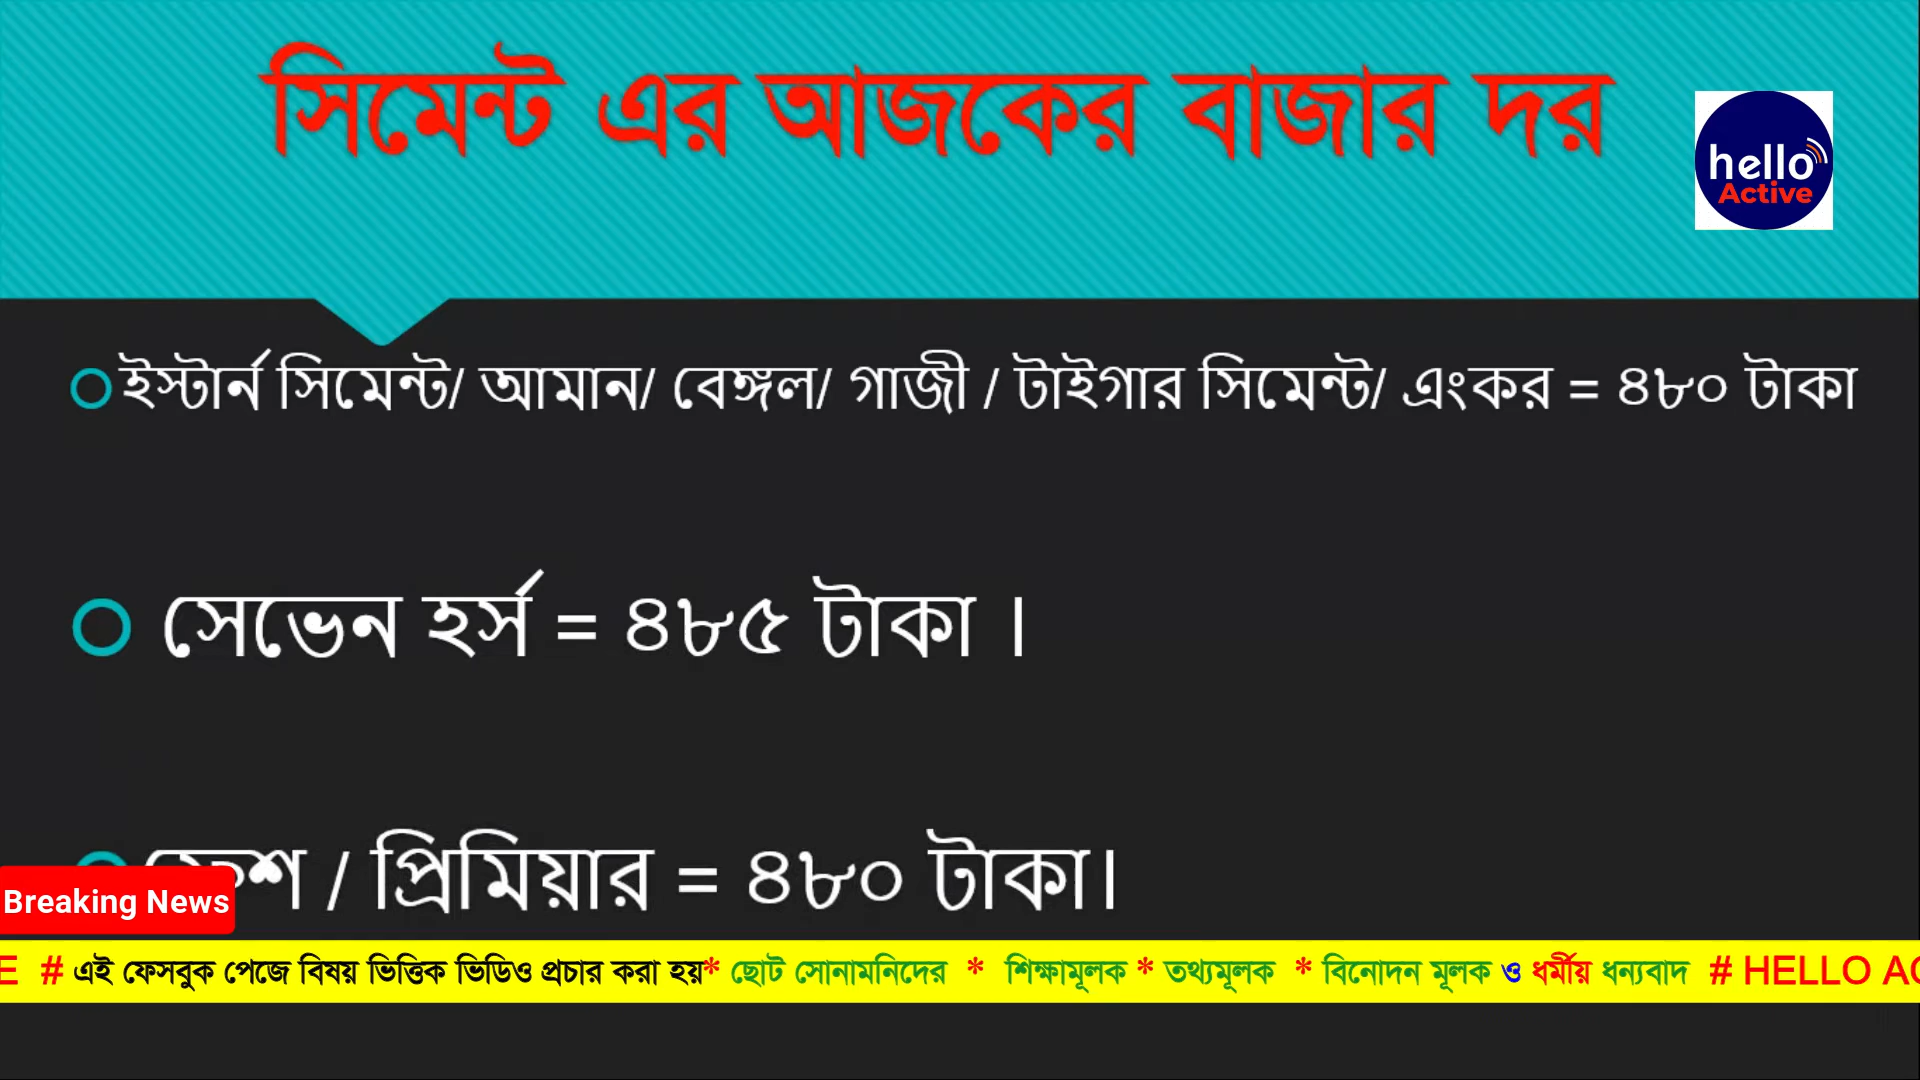 সিমেন্ট এর আজকের বাজার দর
hello
Active
ইস্টার্ন সিমেন্ট/ আমান/ বেঙ্গল/ গাজী / টাইগার সিমেন্ট/ এংকর = ৪৮০ টাকা
সেভেন হর্স = ৪৮৫ টাকা ।
/ প্রিমিয়ার = ৪৮০ টাকা।
Breaking News
E # এই ফেসবুক পেজে বিষয় ভিত্তিক ভিডিও প্রচার করা হয়* ছোট সোনামনিদের * শিক্ষামূলক * তথ্যমূলক * বিনোদন মূলক ও ধর্মীয় ধন্যবাদ # HELLO AC